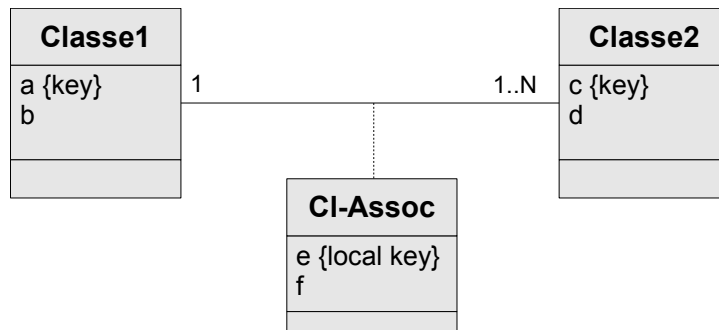 Classe1
a {key}
b
1
1..N
Classe2
c {key}
d
Cl-Assoc
e {local key}
f